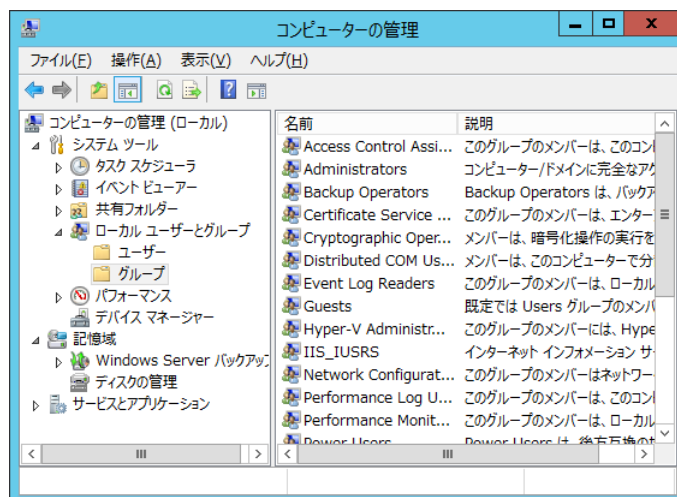 コンピューターの管理
ファイル(F) 操作(A) 表示(V) ヘルプ(H)
コンピューターの管理 (ローカル)
システム ツール
タスク スケジューラ
イベント ビューアー
共有フォルダー
ローカル ユーザーとグループ
ユーザー
グループ
パフォーマンス
デバイス マネージャー
記憶域
Windows Server バックアップ
ディスクの管理
サービスとアプリケーション
名前 説明
Access Control Assi... このグループのメンバーは、このコン
Administrators コンピューター/ドメインに完全なアク
Backup Operators Backup Operators は、バックア
Certificate Service ... このグループのメンバーは、エンター
Cryptographic Oper... メンバーは、暗号化操作の実行を
Distributed COM Us... メンバーは、このコンピューターで分
Event Log Readers このグループのメンバーは、ローカル
Guests 既定では Users グループのメンバ
Hyper-V Administr... このグループのメンバーには、Hype
IIS_IUSRS インターネット インフォメーション サー
Network Configurat... このグループのメンバーはネットワー
Performance Log U... このグループのメンバーは、このコン
Performance Monit... このグループのメンバーは、ローカル
Power Users Power Users は、後方互換の